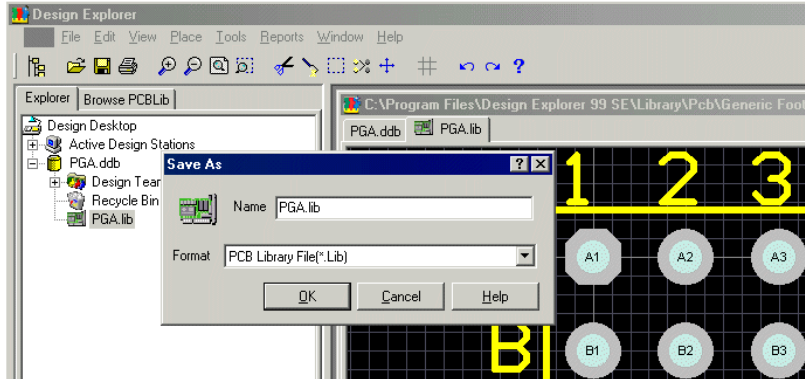 Design Explorer
File Edit View Place Tools Reports Window Help
Explorer Browse PCBLib
C:\Program Files\Design Explorer 99 SE\Library\Pcb\Generic Foo
PGA.ddb PGA.lib
Design Desktop
Active Design Stations
PGA.ddb
Design Tear
Recycle Bin
PGA.lib
Save As
Name PGA.lib
Format PCB Library File(*.Lib)
OK Cancel Help
1 2 3
A1 A2 A3
B B1 B2 B3